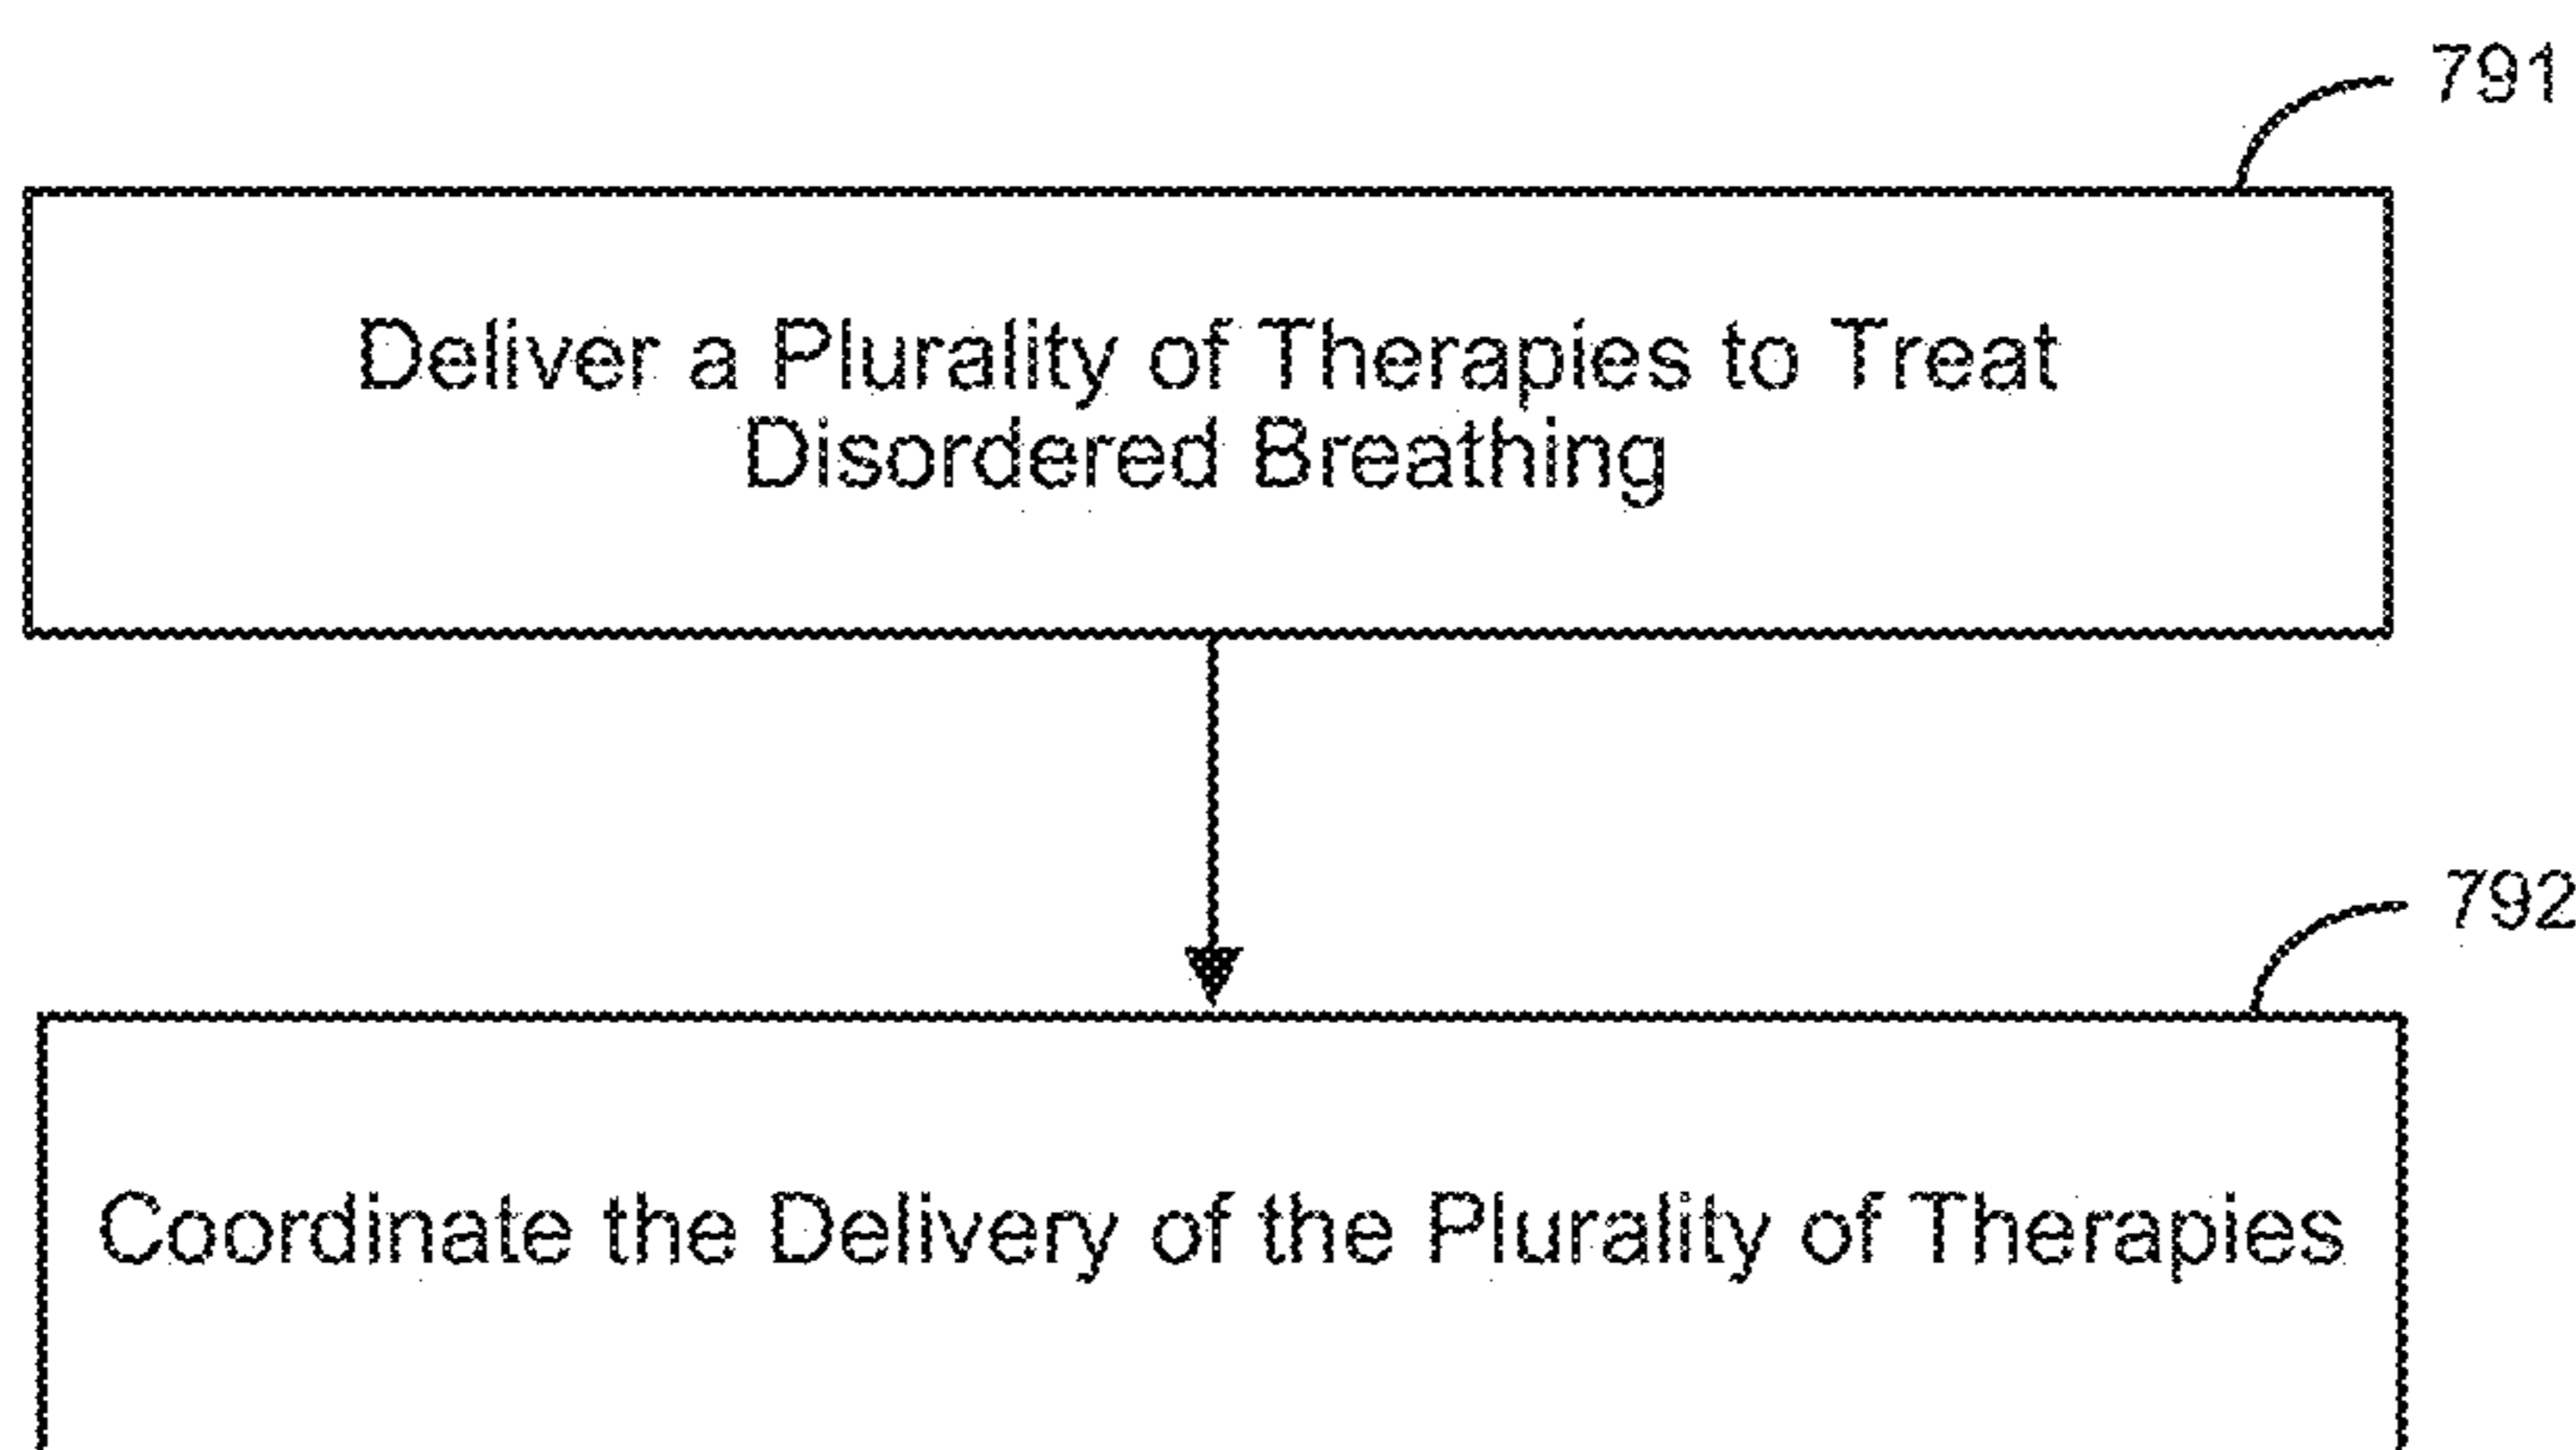 791
Deliver a Plurality of Therapies to Treat
Disordered Breathing
792
Coordinate the Delivery of the Plurality of Therapies